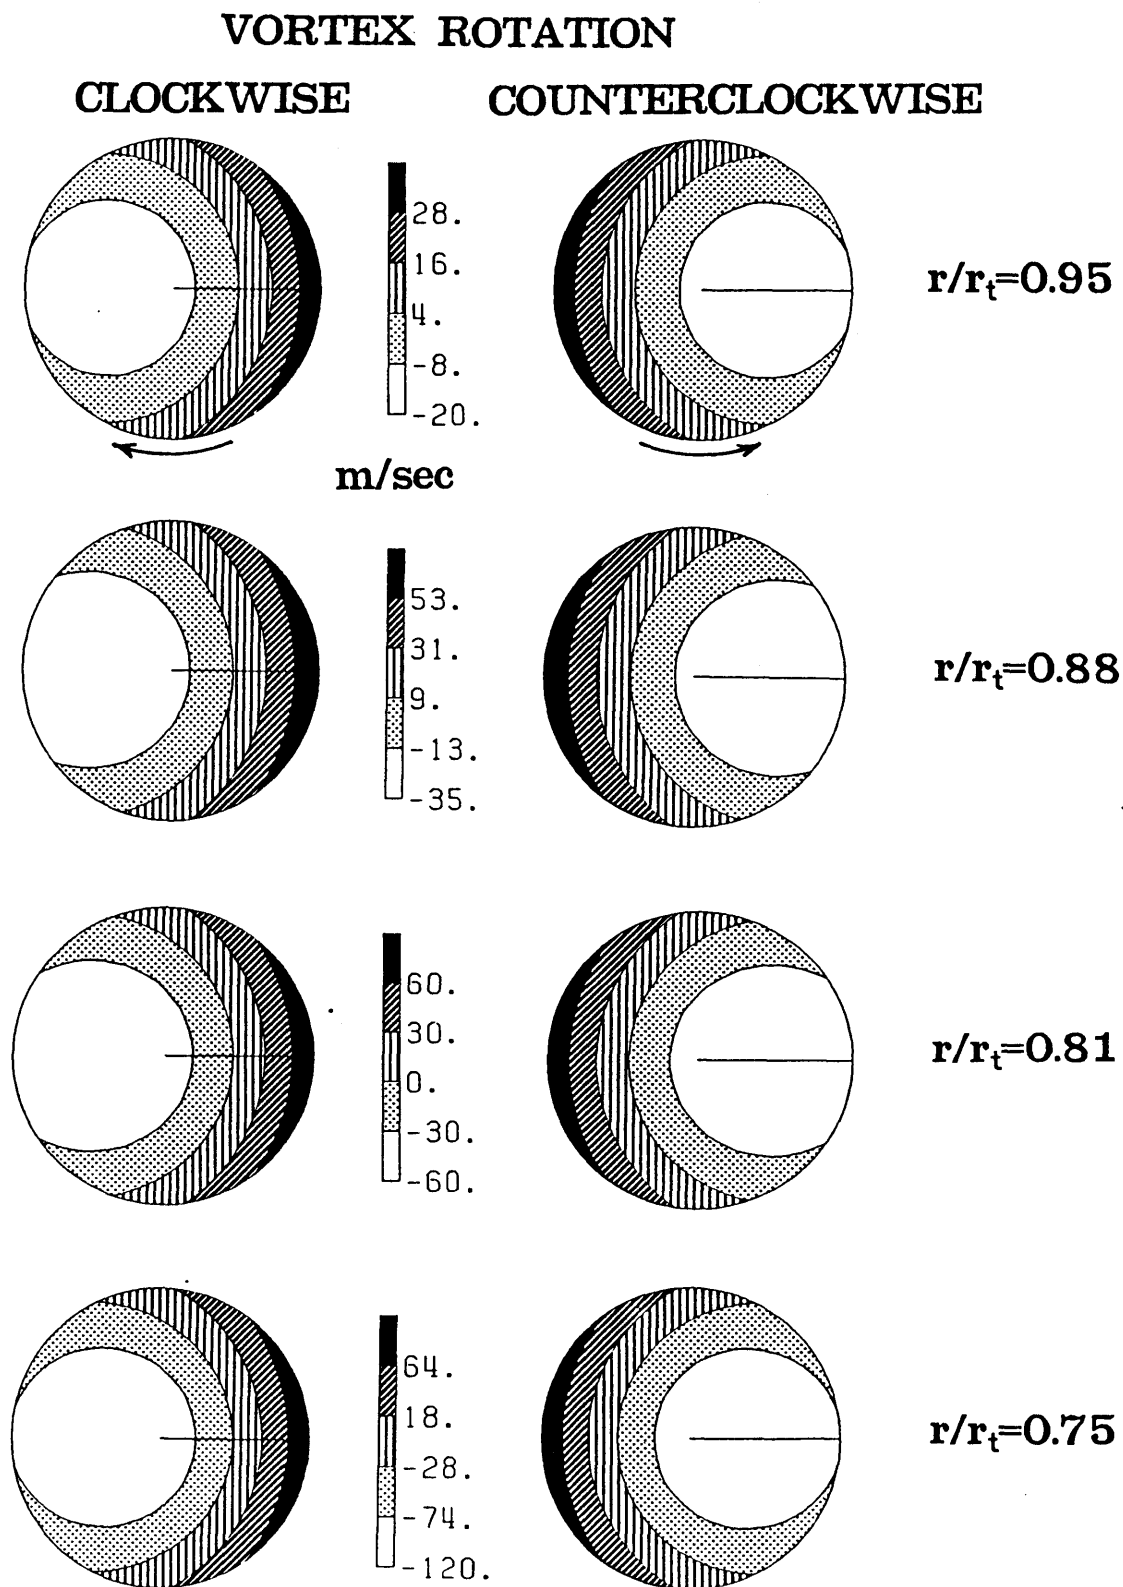 VORTEX ROTATION
CLOCKWISE COUNTERCLOCKWISE
28.
16.
4.
-8.
-20.
r/rt=0.95
m/sec
53.
31.
9.
-13.
-35.
r/rt=0.88
60.
30.
0.
-30.
-60.
r/rt=0.81
64.
18.
-28.
-74.
-120.
r/rt=0.75